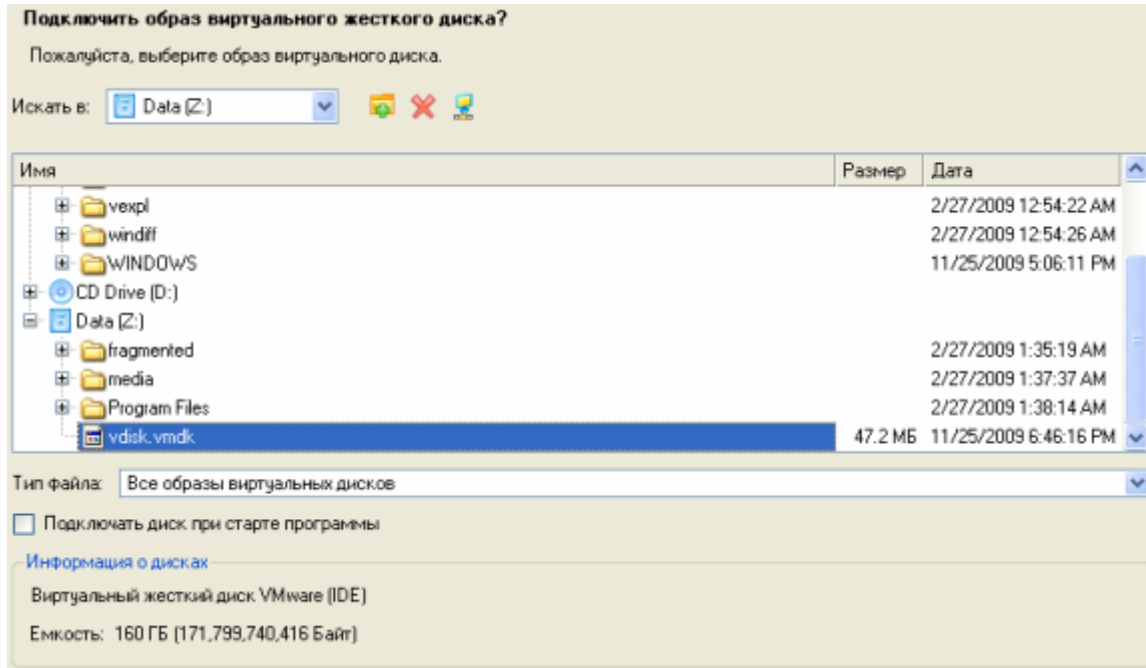 Подключить образ виртуального жесткого диска?
Пожалуйста, выберите образ виртуального диска.
Искать в: Data (Z:)
Имя Размер Дата
vexpl 2/27/2009 12:54:22 AM
windiff 2/27/2009 12:54:26 AM
WINDOWS 11/25/2009 5:06:11 PM
CD Drive (D:)
Data (Z:)
fragmented 2/27/2009 1:35:19 AM
media 2/27/2009 1:37:37 AM
Program Files 2/27/2009 1:38:14 AM
vdisk.vmdk 47.2 МБ 11/25/2009 6:46:16 PM
Тип файла: Все образы виртуальных дисков
Подключать диск при старте программы
Информация о дисках
Виртуальный жесткий диск VMware (IDE)
Емкость: 160 ГБ (171,799,740,416 Байт)